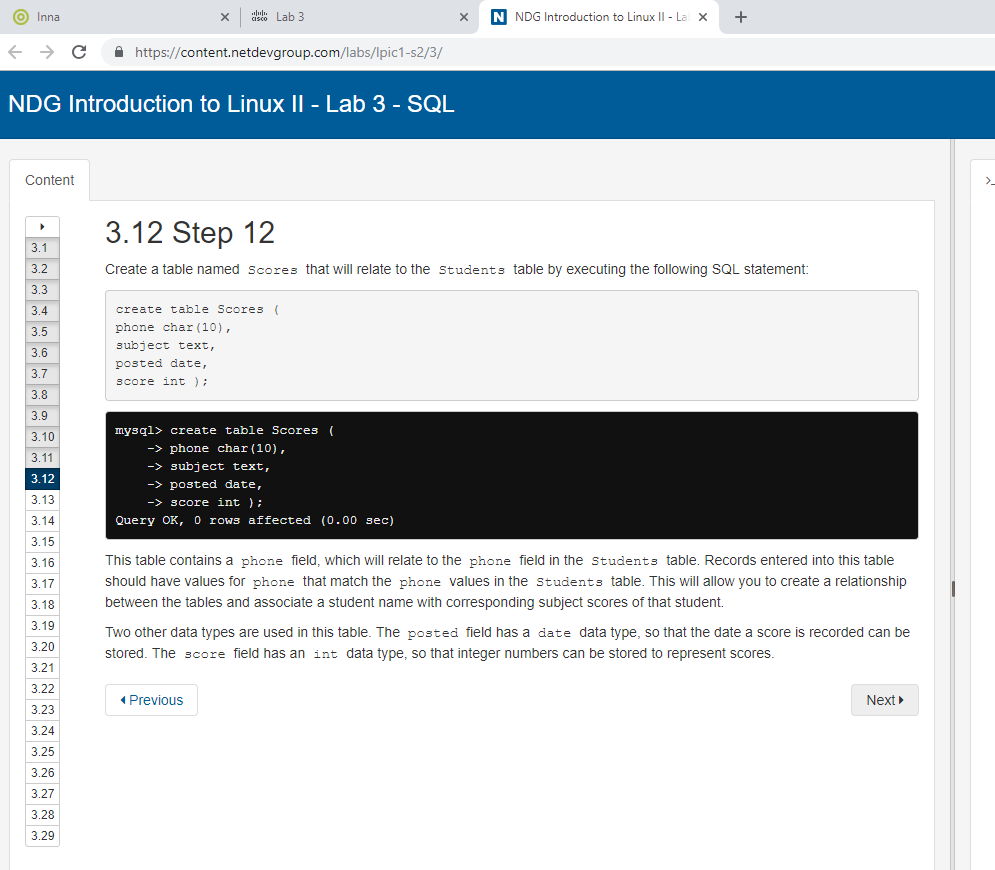 Inna
Lab 3
NDG Introduction to Linux II - La
https://content.netdevgroup.com/labs/lpic1-s2/3/
NDG Introduction to Linux II - Lab 3 - SQL
Content
3.1
3.2
3.3
3.4
3.5
3.6
3.7
3.8
3.9
3.10
3.11
3.12
3.13
3.14
3.15
3.16
3.17
3.18
3.19
3.20
3.21
3.22
3.23
3.24
3.25
3.26
3.27
3.28
3.29
3.12 Step 12
Create a table named Scores that will relate to the Students table by executing the following SQL statement:
create table Scores (
phone char(10),
subject text,
posted date,
score int );
mysql> create table Scores (
-> phone char(10),
-> subject text,
-> posted date,
-> score int );
Query OK, 0 rows affected (0.00 sec)
This table contains a phone field, which will relate to the phone field in the Students table. Records entered into this table
should have values for phone that match the phone values in the Students table. This will allow you to create a relationship
between the tables and associate a student name with corresponding subject scores of that student.
Two other data types are used in this table. The posted field has a date data type, so that the date a score is recorded can be
stored. The score field has an int data type, so that integer numbers can be stored to represent scores.
Previous
Next